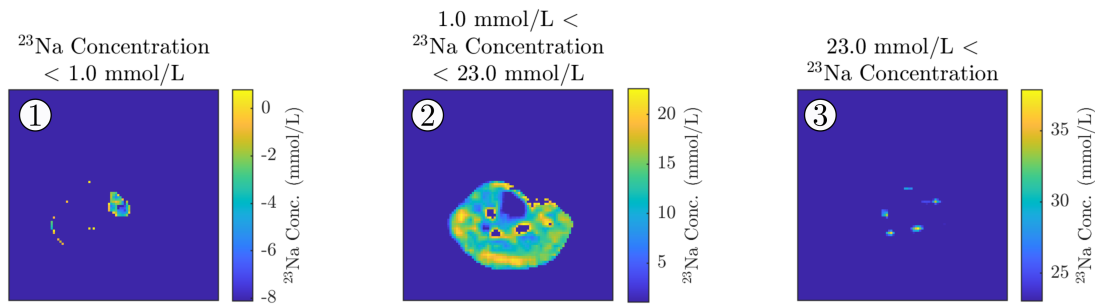 ²³Na Concentration
< 1.0 mmol/L
1
0
-2
-4
-6
-8
²³Na Conc. (mmol/L)
1.0 mmol/L <
²³Na Concentration
< 23.0 mmol/L
2
20
15
10
5
²³Na Conc. (mmol/L)
23.0 mmol/L <
²³Na Concentration
3
35
30
25
²³Na Conc. (mmol/L)